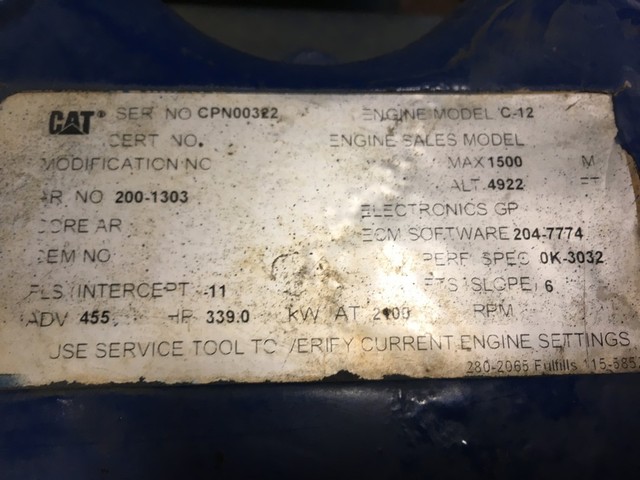 CAT® SER NO CPN00322 ENGINE MODEL C-12
CERT NO. ENGINE SALES MODEL
MODIFICATION NO MAX 1500 M
ALT. 4922 FT
AR NO 200-1303 ELECTRONICS GP
CORE AR ECM SOFTWARE 204-7774
OEM NO PERF SPEC 0K-3032
FLS INTERCEPT -11 FTS (SLOPE) 6
ADV 455 HP 339.0 kW AT 2100 RPM
USE SERVICE TOOL TO VERIFY CURRENT ENGINE SETTINGS
280-2065 Fulfills